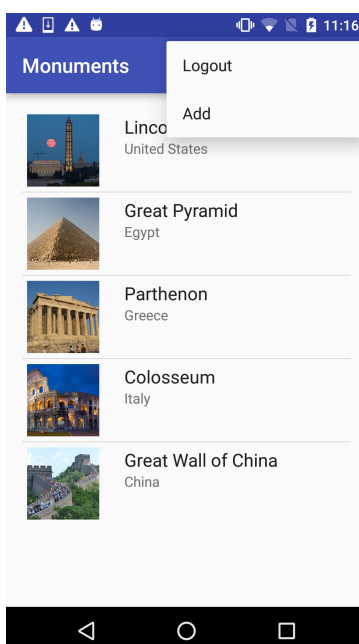 11:16
Monuments
Logout
Add
Linco
United States
Great Pyramid
Egypt
Parthenon
Greece
Colosseum
Italy
Great Wall of China
China